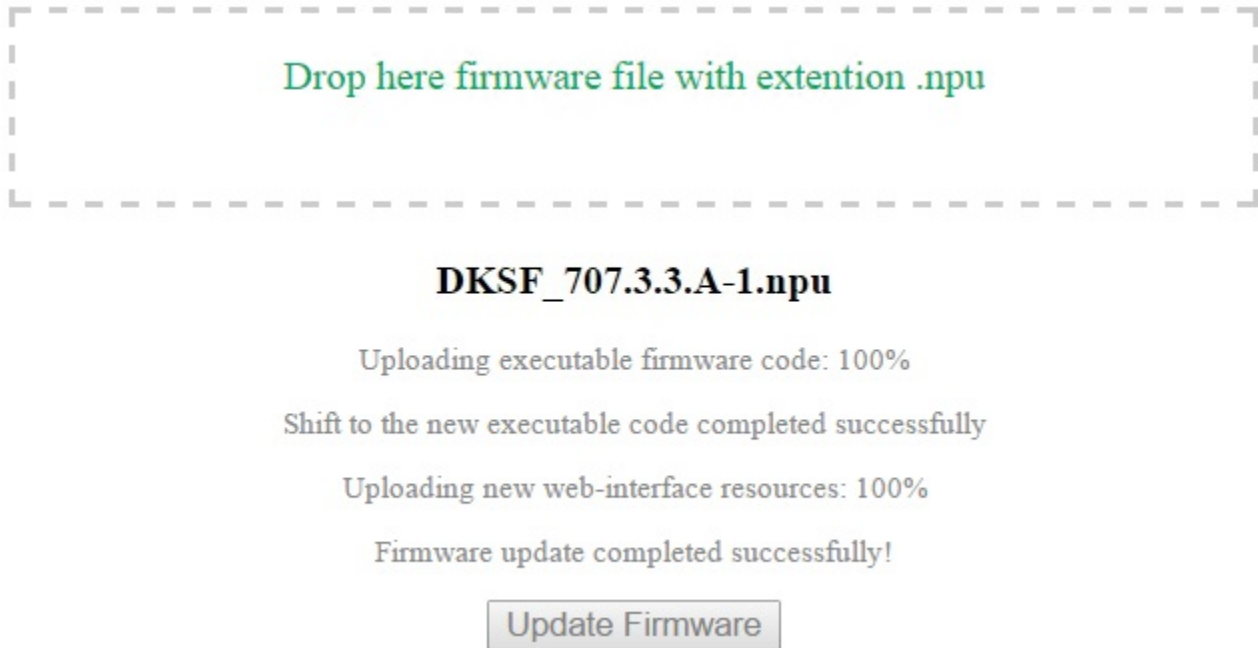 Drop here firmware file with extention .npu
DKSF_707.3.3.A-1.npu
Uploading executable firmware code: 100%
Shift to the new executable code completed successfully
Uploading new web-interface resources: 100%
Firmware update completed successfully!
Update Firmware